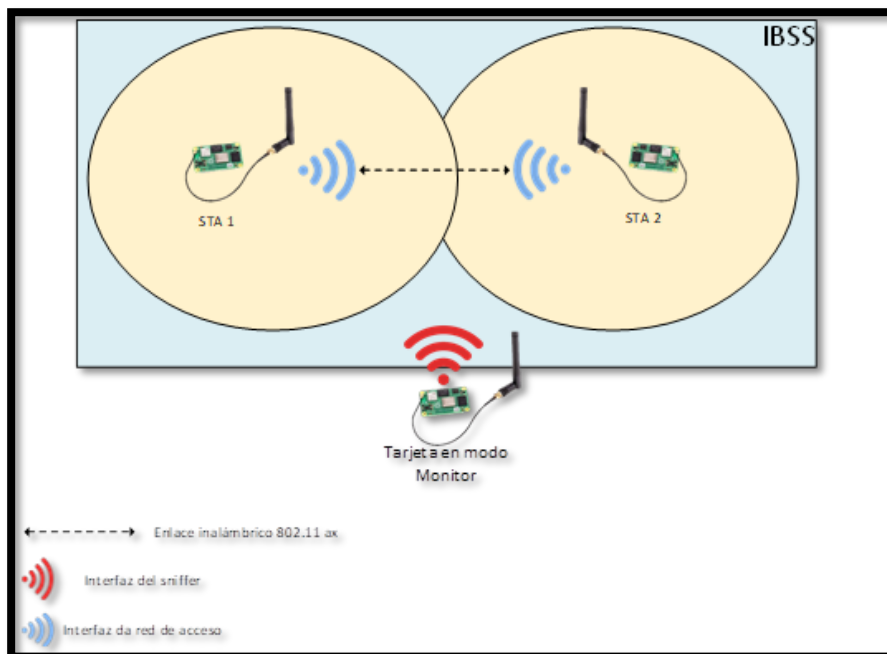 IBSS
STA 1
STA 2
Tarjeta en modo
Monitor
Enlace inalámbrico 802.11 ax
Interfaz del sniffer
Interfaz da red de acceso